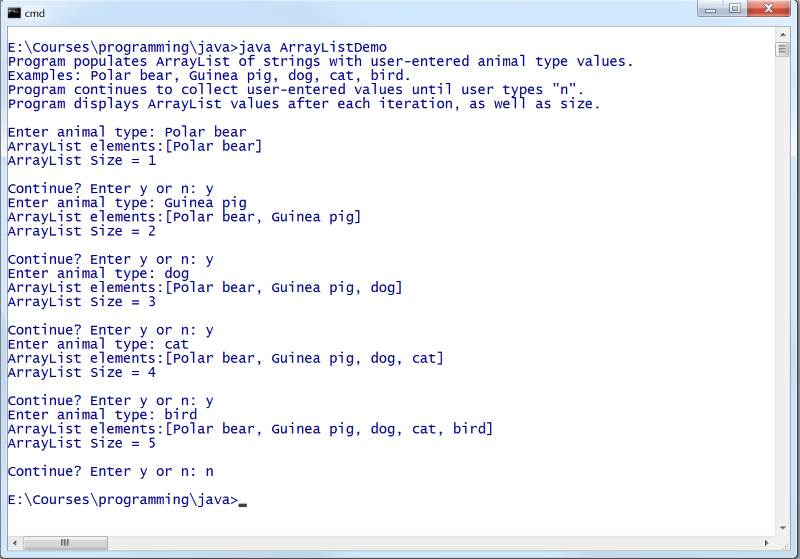 cmd
E:\Courses\programming\java>java ArrayListDemo
Program populates ArrayList of strings with user-entered animal type values.
Examples: Polar bear, Guinea pig, dog, cat, bird.
Program continues to collect user-entered values until user types "n".
Program displays ArrayList values after each iteration, as well as size.
Enter animal type: Polar bear
ArrayList elements:[Polar bear]
ArrayList Size = 1
Continue? Enter y or n: y
Enter animal type: Guinea pig
ArrayList elements:[Polar bear, Guinea pig]
ArrayList Size = 2
Continue? Enter y or n: y
Enter animal type: dog
ArrayList elements:[Polar bear, Guinea pig, dog]
ArrayList Size = 3
Continue? Enter y or n: y
Enter animal type: cat
ArrayList elements:[Polar bear, Guinea pig, dog, cat]
ArrayList Size = 4
Continue? Enter y or n: y
Enter animal type: bird
ArrayList elements:[Polar bear, Guinea pig, dog, cat, bird]
ArrayList Size = 5
Continue? Enter y or n: n
E:\Courses\programming\java>_